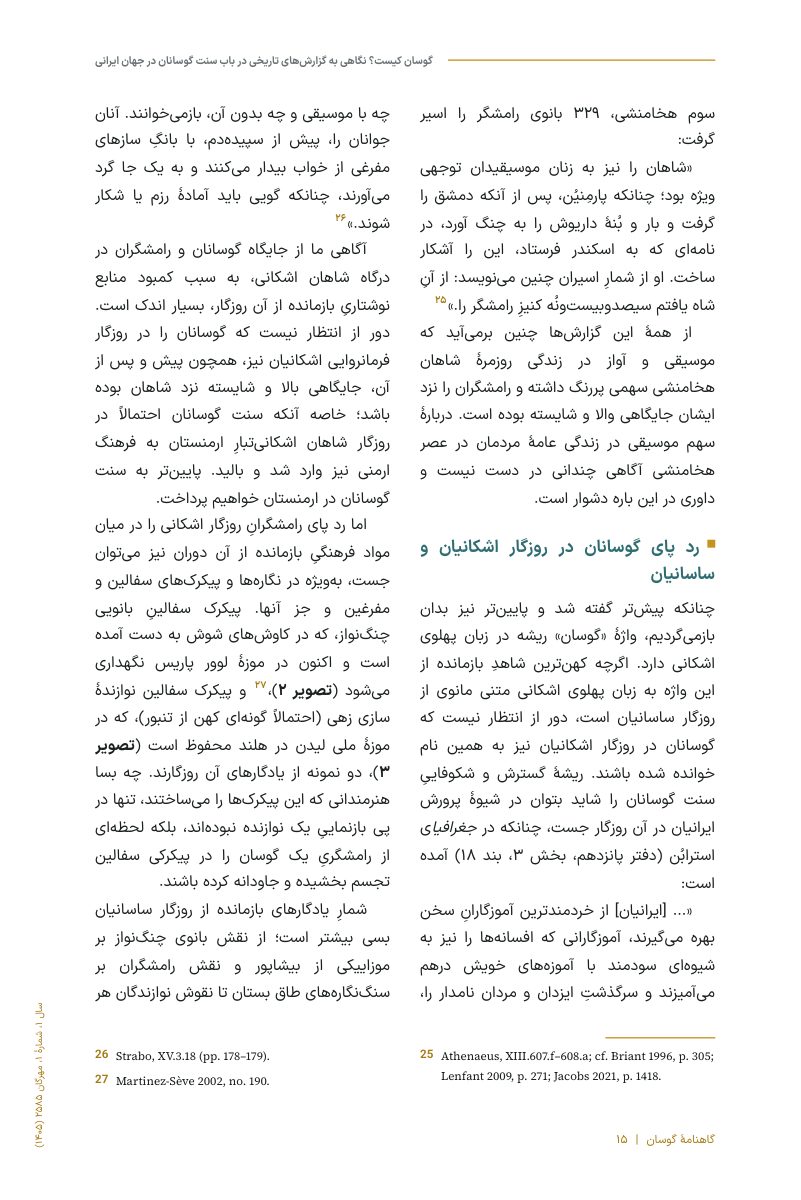 گوسان کیست؟ نگاهی به گزارش‌های تاریخی در باب سنت گوسانان در جهان ایرانی
سوم هخامنشی، ۳۲۹ بانوی رامشگر را اسیر
گرفت:
«شاهان را نیز به زنان موسیقیدان توجهی
ویژه بود؛ چنانکه پارمِنیُن، پس از آنکه دمشق را
گرفت و بار و بُنهٔ داریوش را به چنگ آورد، در
نامه‌ای که به اسکندر فرستاد، این را آشکار
ساخت. او از شمارِ اسیران چنین می‌نویسد: از آنِ
شاه یافتم سیصدوبیست‌ونُه کنیزِ رامشگر را.»۲۵
از همهٔ این گزارش‌ها چنین برمی‌آید که
موسیقی و آواز در زندگی روزمرهٔ شاهان
هخامنشی سهمی پررنگ داشته و رامشگران را نزد
ایشان جایگاهی والا و شایسته بوده است. دربارهٔ
سهم موسیقی در زندگی عامهٔ مردمان در عصر
هخامنشی آگاهی چندانی در دست نیست و
داوری در این باره دشوار است.
■ رد پای گوسانان در روزگار اشکانیان و
ساسانیان
چنانکه پیش‌تر گفته شد و پایین‌تر نیز بدان
بازمی‌گردیم، واژهٔ «گوسان» ریشه در زبان پهلوی
اشکانی دارد. اگرچه کهن‌ترین شاهدِ بازمانده از
این واژه به زبان پهلوی اشکانی متنی مانوی از
روزگار ساسانیان است، دور از انتظار نیست که
گوسانان در روزگار اشکانیان نیز به همین نام
خوانده شده باشند. ریشهٔ گسترش و شکوفاییِ
سنت گوسانان را شاید بتوان در شیوهٔ پرورش
ایرانیان در آن روزگار جست، چنانکه در جغرافیای
استرابُن (دفتر پانزدهم، بخش ۳، بند ۱۸) آمده
است:
«... [ایرانیان] از خردمندترین آموزگارانِ سخن
بهره می‌گیرند، آموزگارانی که افسانه‌ها را نیز به
شیوه‌ای سودمند با آموزه‌های خویش درهم
می‌آمیزند و سرگذشتِ ایزدان و مردان نامدار را،
25 Athenaeus, XIII.607.f–608.a; cf. Briant 1996, p. 305;
Lenfant 2009, p. 271; Jacobs 2021, p. 1418.
چه با موسیقی و چه بدون آن، بازمی‌خوانند. آنان
جوانان را، پیش از سپیده‌دم، با بانگِ سازهای
مفرغی از خواب بیدار می‌کنند و به یک جا گرد
می‌آورند، چنانکه گویی باید آمادهٔ رزم یا شکار
شوند.»۲۶
آگاهی ما از جایگاه گوسانان و رامشگران در
درگاه شاهان اشکانی، به سبب کمبود منابع
نوشتاریِ بازمانده از آن روزگار، بسیار اندک است.
دور از انتظار نیست که گوسانان را در روزگار
فرمانروایی اشکانیان نیز، همچون پیش و پس از
آن، جایگاهی بالا و شایسته نزد شاهان بوده
باشد؛ خاصه آنکه سنت گوسانان احتمالاً در
روزگار شاهان اشکانی‌تبارِ ارمنستان به فرهنگ
ارمنی نیز وارد شد و بالید. پایین‌تر به سنت
گوسانان در ارمنستان خواهیم پرداخت.
اما رد پای رامشگرانِ روزگار اشکانی را در میان
مواد فرهنگیِ بازمانده از آن دوران نیز می‌توان
جست، به‌ویژه در نگاره‌ها و پیکرک‌های سفالین و
مفرغین و جز آنها. پیکرک سفالینِ بانویی
چنگ‌نواز، که در کاوش‌های شوش به دست آمده
است و اکنون در موزهٔ لوور پاریس نگهداری
می‌شود (تصویر ۲)،۲۷ و پیکرک سفالین نوازندهٔ
سازی زهی (احتمالاً گونه‌ای کهن از تنبور)، که در
موزهٔ ملی لیدن در هلند محفوظ است (تصویر
۳)، دو نمونه از یادگارهای آن روزگارند. چه بسا
هنرمندانی که این پیکرک‌ها را می‌ساختند، تنها در
پی بازنماییِ یک نوازنده نبوده‌اند، بلکه لحظه‌ای
از رامشگریِ یک گوسان را در پیکرکی سفالین
تجسم بخشیده و جاودانه کرده باشند.
شمارِ یادگارهای بازمانده از روزگار ساسانیان
بسی بیشتر است؛ از نقش بانوی چنگ‌نواز بر
موزاییکی از بیشاپور و نقش رامشگران بر
سنگ‌نگاره‌های طاق بستان تا نقوش نوازندگان هر
26 Strabo, XV.3.18 (pp. 178–179).
27 Martinez-Sève 2002, no. 190.
سال ۱، شمارهٔ ۱، مهرگان ۲۵۸۵ (۱۴۰۵)
گاهنامهٔ گوسان | ۱۵